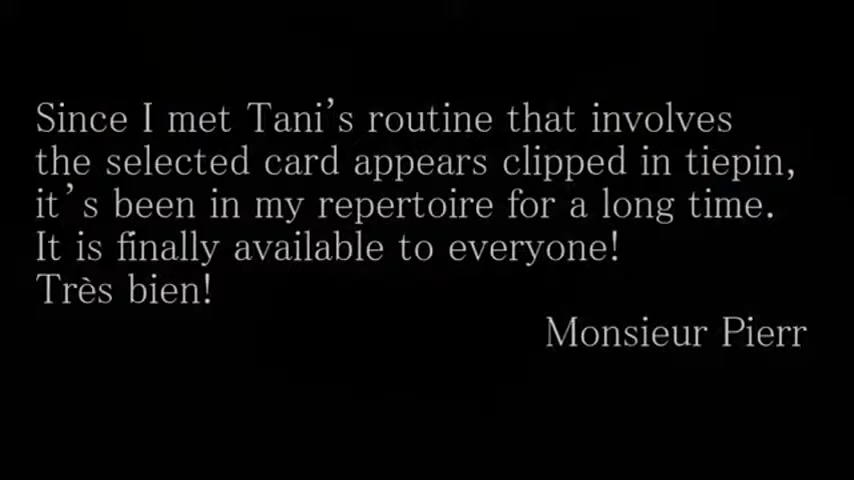 Since I met Tani’s routine that involves
the selected card appears clipped in tiepin,
it’s been in my repertoire for a long time.
It is finally available to everyone!
Très bien!
Monsieur Pierr